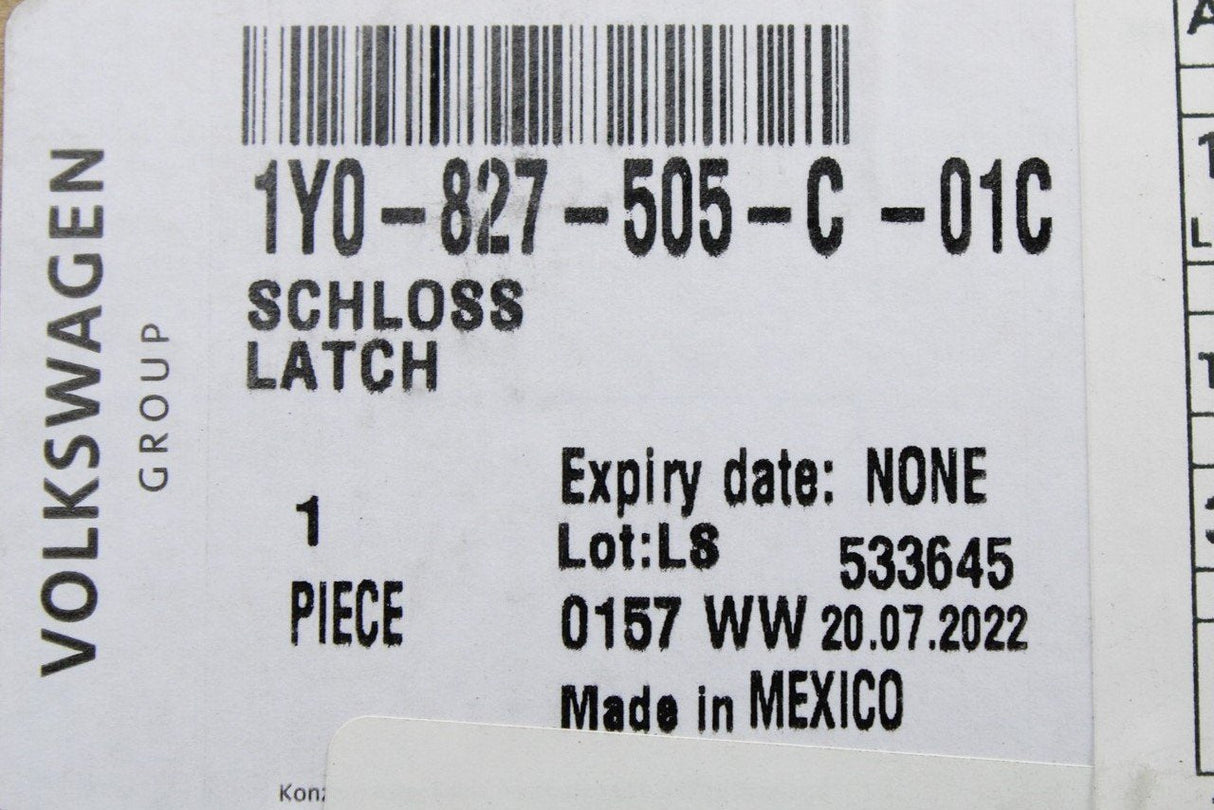 VOLKSWAGEN
GROUP
1Y0-827-505-C -01C
SCHLOSS
LATCH
1
PIECE
Expiry date: NONE
Lot:LS 533645
0157 WW 20.07.2022
Made in MEXICO